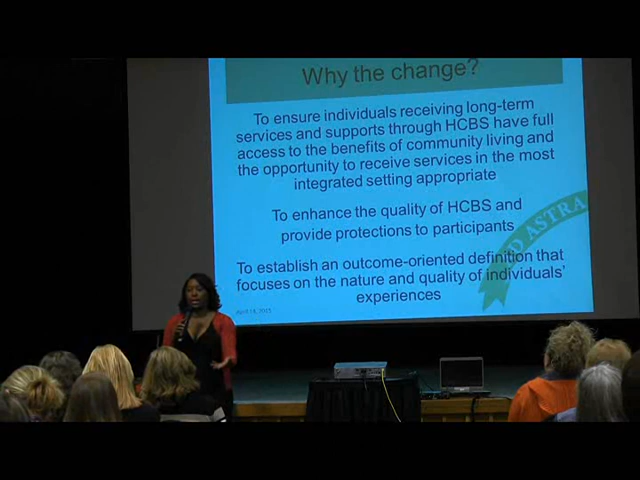 Why the change?
To ensure individuals receiving long-term
services and supports through HCBS have full
access to the benefits of community living and
the opportunity to receive services in the most
integrated setting appropriate
To enhance the quality of HCBS and
provide protections to participants
To establish an outcome-oriented definition that
focuses on the nature and quality of individuals'
experiences
ASTRA